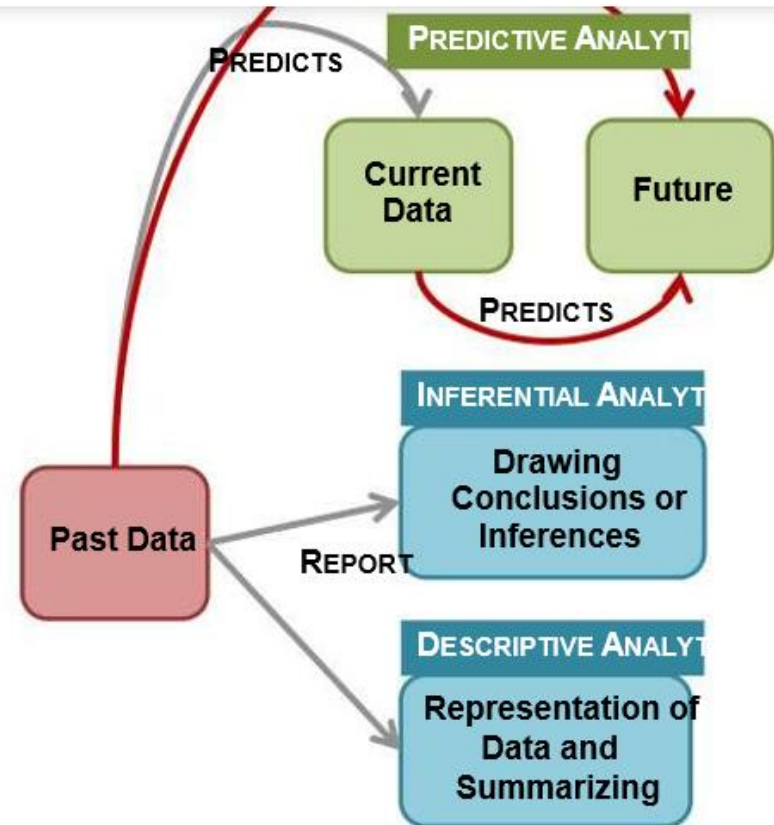 PREDICTIVE ANALYTI
PREDICTS
Current
Data
Future
PREDICTS
INFERENTIAL ANALYT
Drawing
Conclusions or
Inferences
Past Data
REPORT
DESCRIPTIVE ANALYT
Representation of
Data and
Summarizing